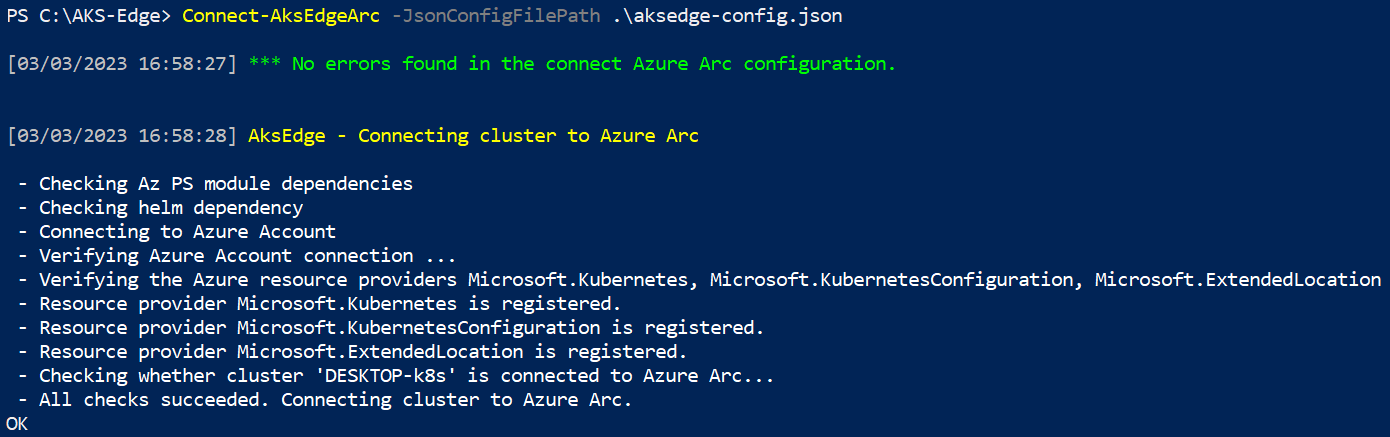 PS C:\AKS-Edge> Connect-AksEdgeArc -JsonConfigFilePath .\aksedge-config.json
[03/03/2023 16:58:27] *** No errors found in the connect Azure Arc configuration.
[03/03/2023 16:58:28] AksEdge - Connecting cluster to Azure Arc
- Checking Az PS module dependencies
- Checking helm dependency
- Connecting to Azure Account
- Verifying Azure Account connection ...
- Verifying the Azure resource providers Microsoft.Kubernetes, Microsoft.KubernetesConfiguration, Microsoft.ExtendedLocation
- Resource provider Microsoft.Kubernetes is registered.
- Resource provider Microsoft.KubernetesConfiguration is registered.
- Resource provider Microsoft.ExtendedLocation is registered.
- Checking whether cluster 'DESKTOP-k8s' is connected to Azure Arc...
- All checks succeeded. Connecting cluster to Azure Arc.
OK